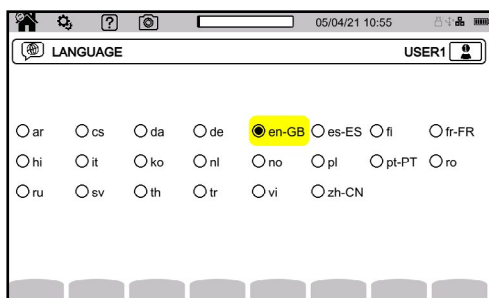 ? 05/04/21 10:55
LANGUAGE USER1
ar cs da de en-GB es-ES fi fr-FR
hi it ko nl no pl pt-PT ro
ru sv th tr vi zh-CN